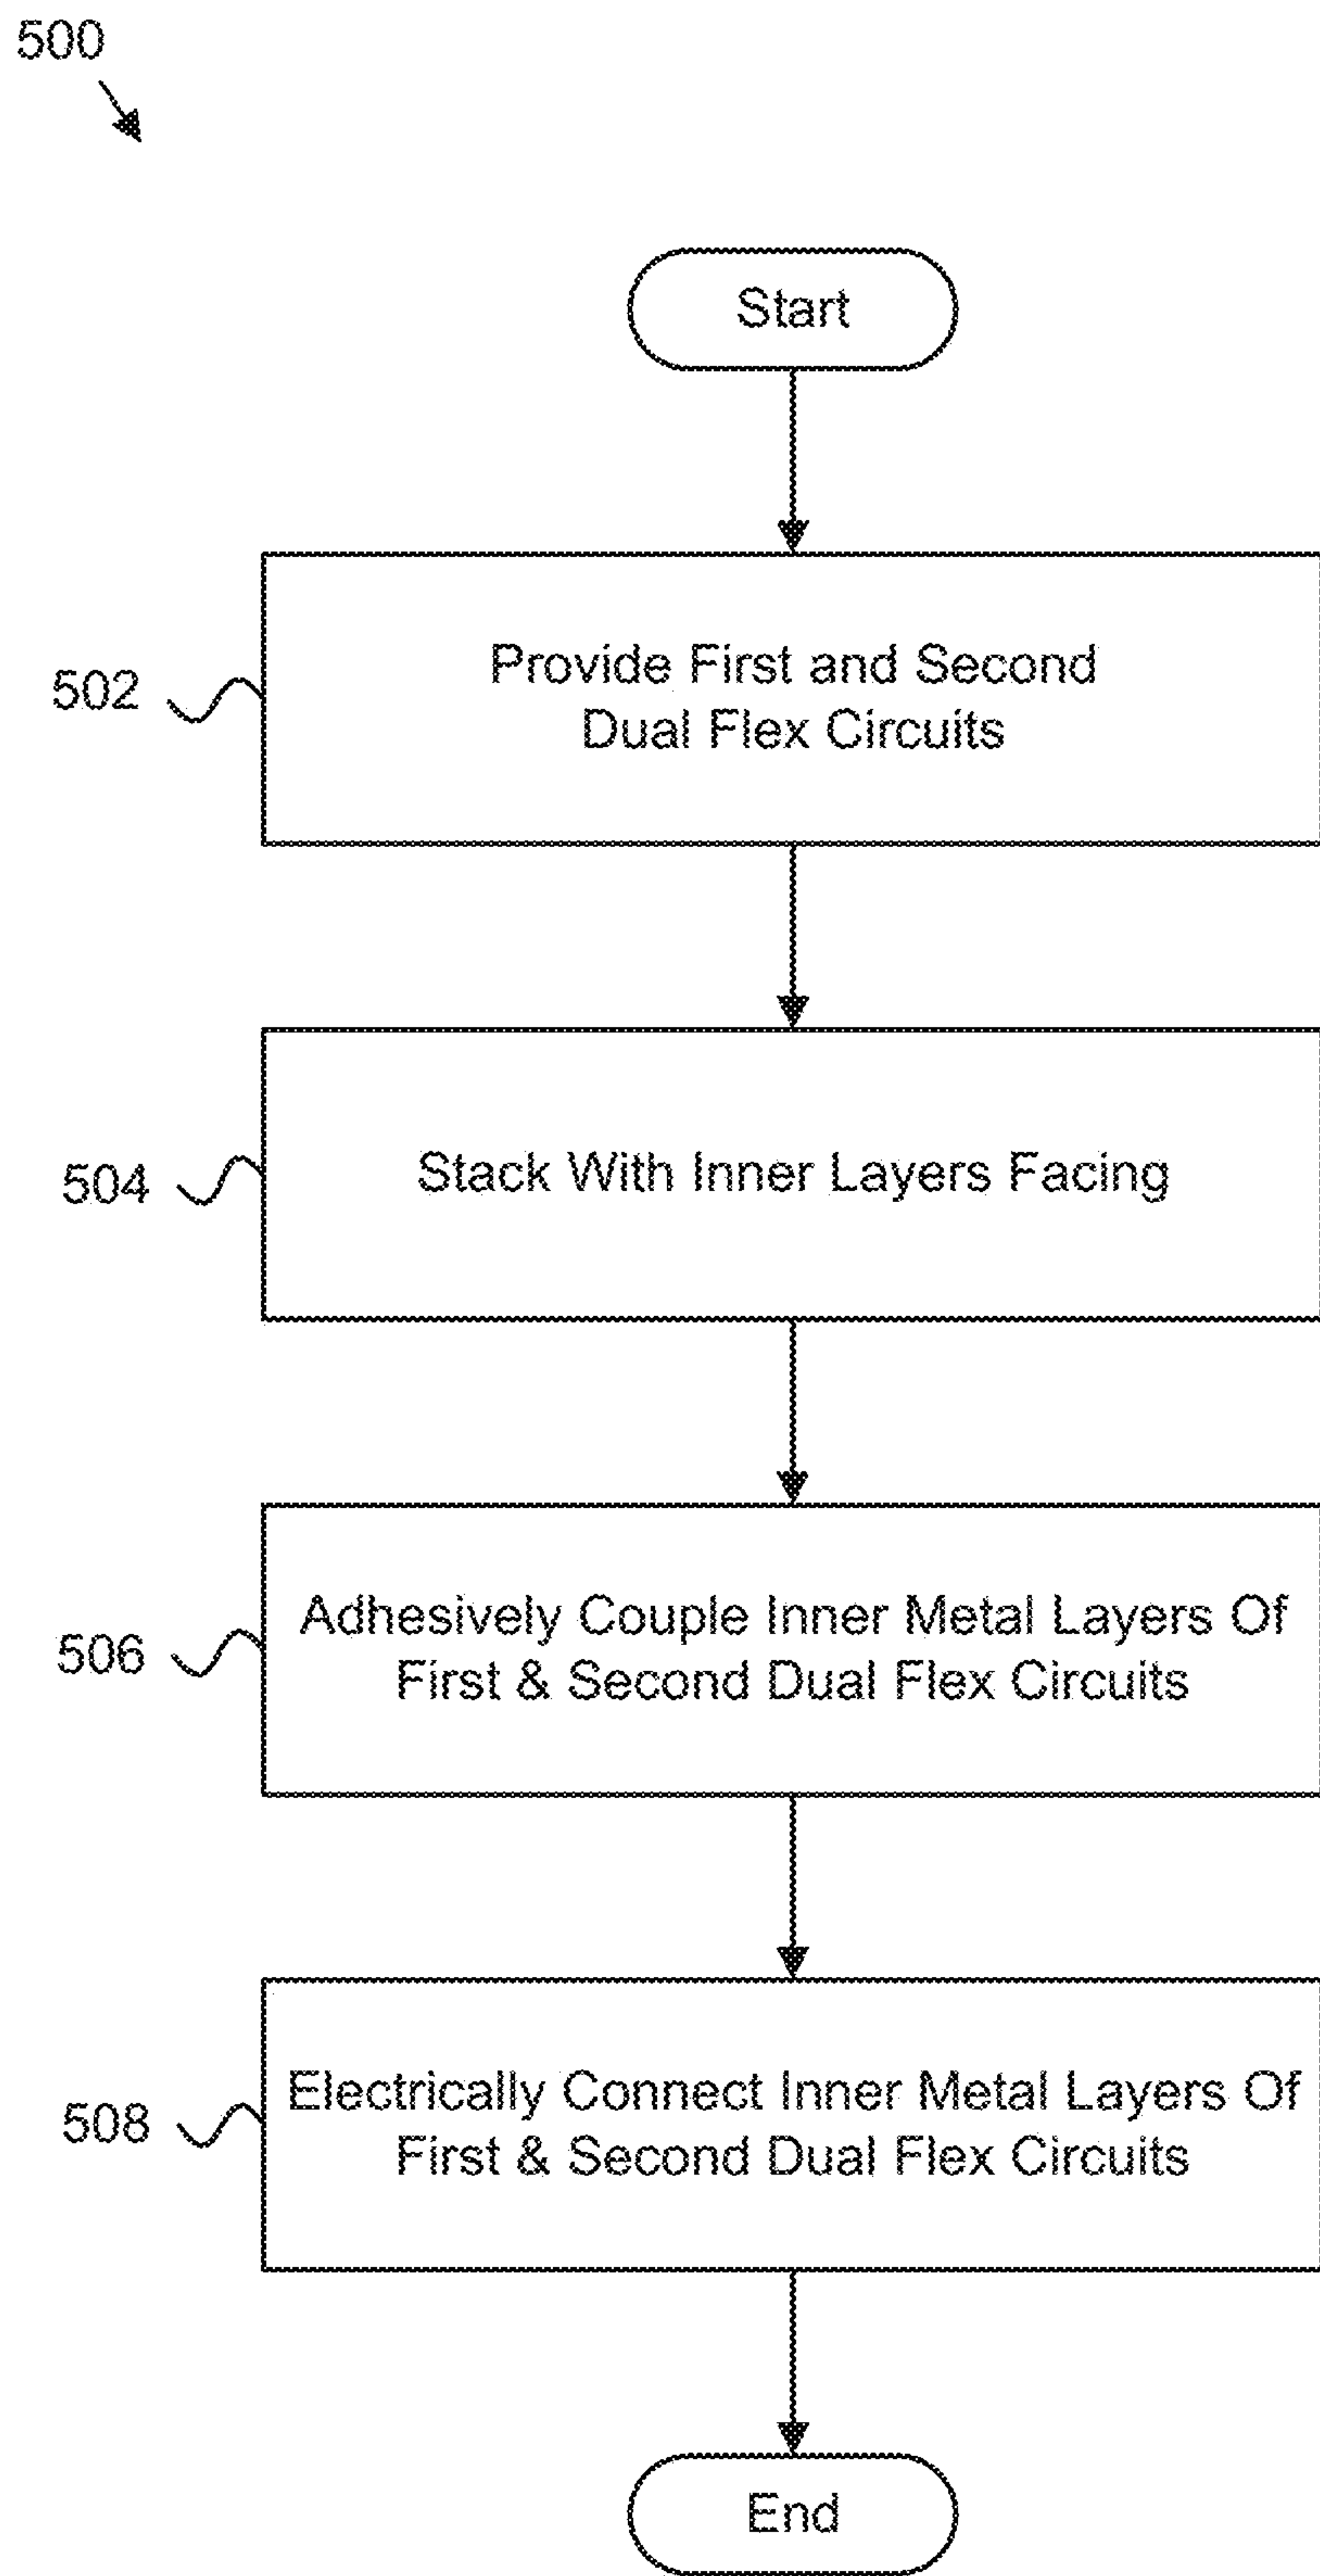 500
Start
502
Provide First and Second
Dual Flex Circuits
504
Stack With Inner Layers Facing
506
Adhesively Couple Inner Metal Layers Of
First & Second Dual Flex Circuits
508
Electrically Connect Inner Metal Layers Of
First & Second Dual Flex Circuits
End